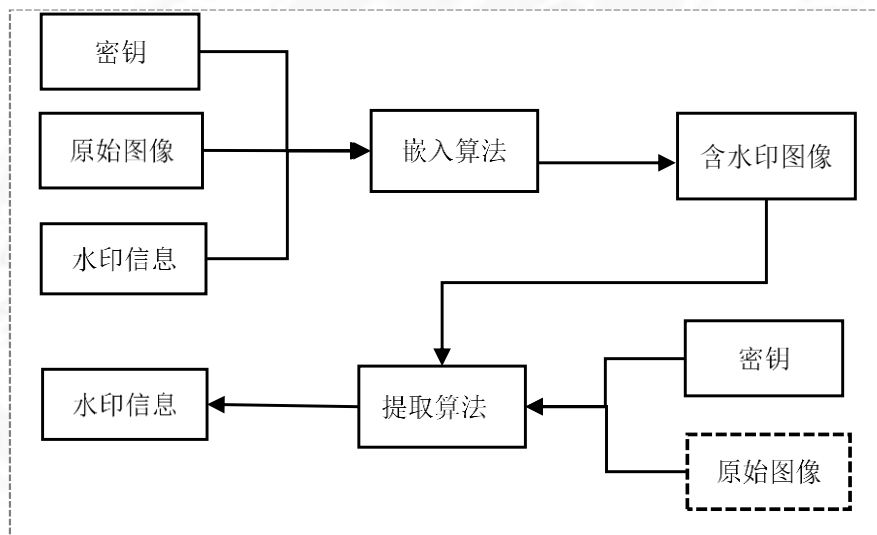 密钥
原始图像
水印信息
嵌入算法
含水印图像
密钥
原始图像
提取算法
水印信息